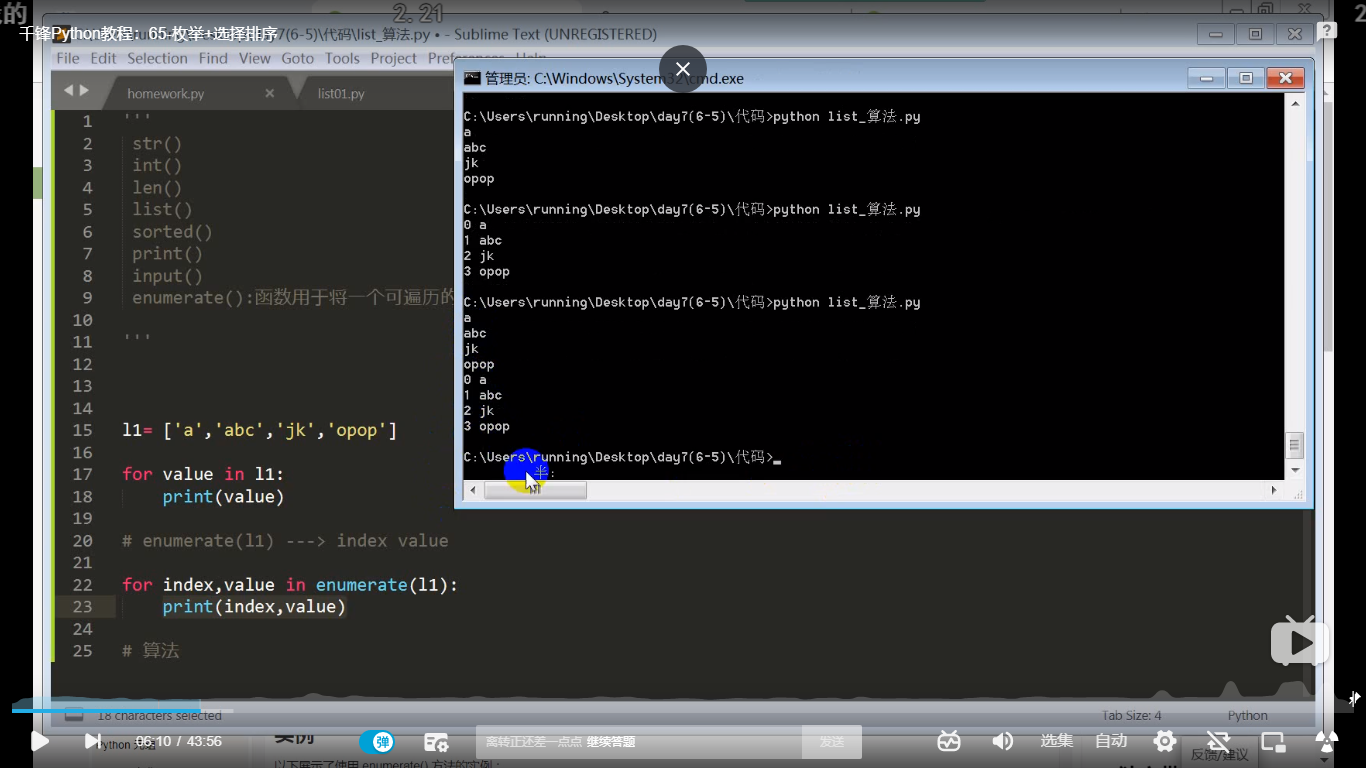 的
2. 21
2
千锋Python教程：65-枚举+选择排序
7(6-5)\代码\list_算法.py • - Sublime Text (UNREGISTERED)
File Edit Selection Find View Goto Tools Project Preferences Help
homework.py ×
list01.py
1 '''
2 str()
3 int()
4 len()
5 list()
6 sorted()
7 print()
8 input()
9 enumerate():函数用于将一个可遍历的
10
11 '''
12
13
14
15 l1= ['a','abc','jk','opop']
16
17 for value in l1:
18 print(value)
19
20 # enumerate(l1) ---> index value
21
22 for index,value in enumerate(l1):
23 print(index,value)
24
25 # 算法
管理员: C:\Windows\System32\cmd.exe
C:\Users\running\Desktop\day7(6-5)\代码>python list_算法.py
a
abc
jk
opop
C:\Users\running\Desktop\day7(6-5)\代码>python list_算法.py
0 a
1 abc
2 jk
3 opop
C:\Users\running\Desktop\day7(6-5)\代码>python list_算法.py
a
abc
jk
opop
0 a
1 abc
2 jk
3 opop
C:\Users\running\Desktop\day7(6-5)\代码>_
半:
18 characters selected
Tab Size: 4
Python
Python 元组
实例
以下展示了使用 enumerate() 方法的实例：
06:10 / 43:56
弹
离转正还差一点点 继续答题
发送
选集
自动
反馈/建议